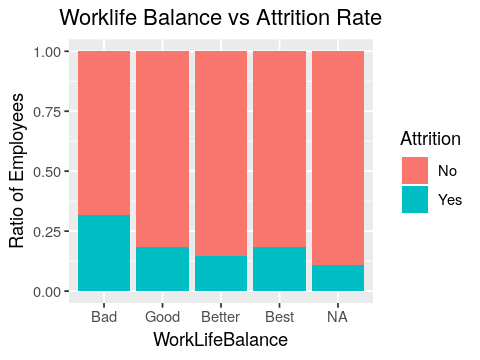 Worklife Balance vs Attrition Rate
Ratio of Employees
1.00
0.75
0.50
0.25
0.00
Bad Good Better Best NA
WorkLifeBalance
Attrition
No
Yes